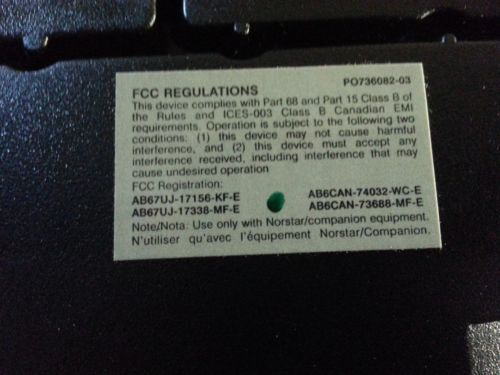 FCC REGULATIONS PO736082-03
This device complies with Part 68 and Part 15 Class B of
the Rules and ICES-003 Class B Canadian EMI
requirements. Operation is subject to the following two
conditions: (1) this device may not cause harmful
interference, and (2) this device must accept any
interference received, including interference that may
cause undesired operation
FCC Registration:
AB67UJ-17156-KF-E AB6CAN-74032-WC-E
AB67UJ-17338-MF-E AB6CAN-73688-MF-E
Note/Nota: Use only with Norstar/companion equipment.
N'utiliser qu'avec l'équipement Norstar/Companion.